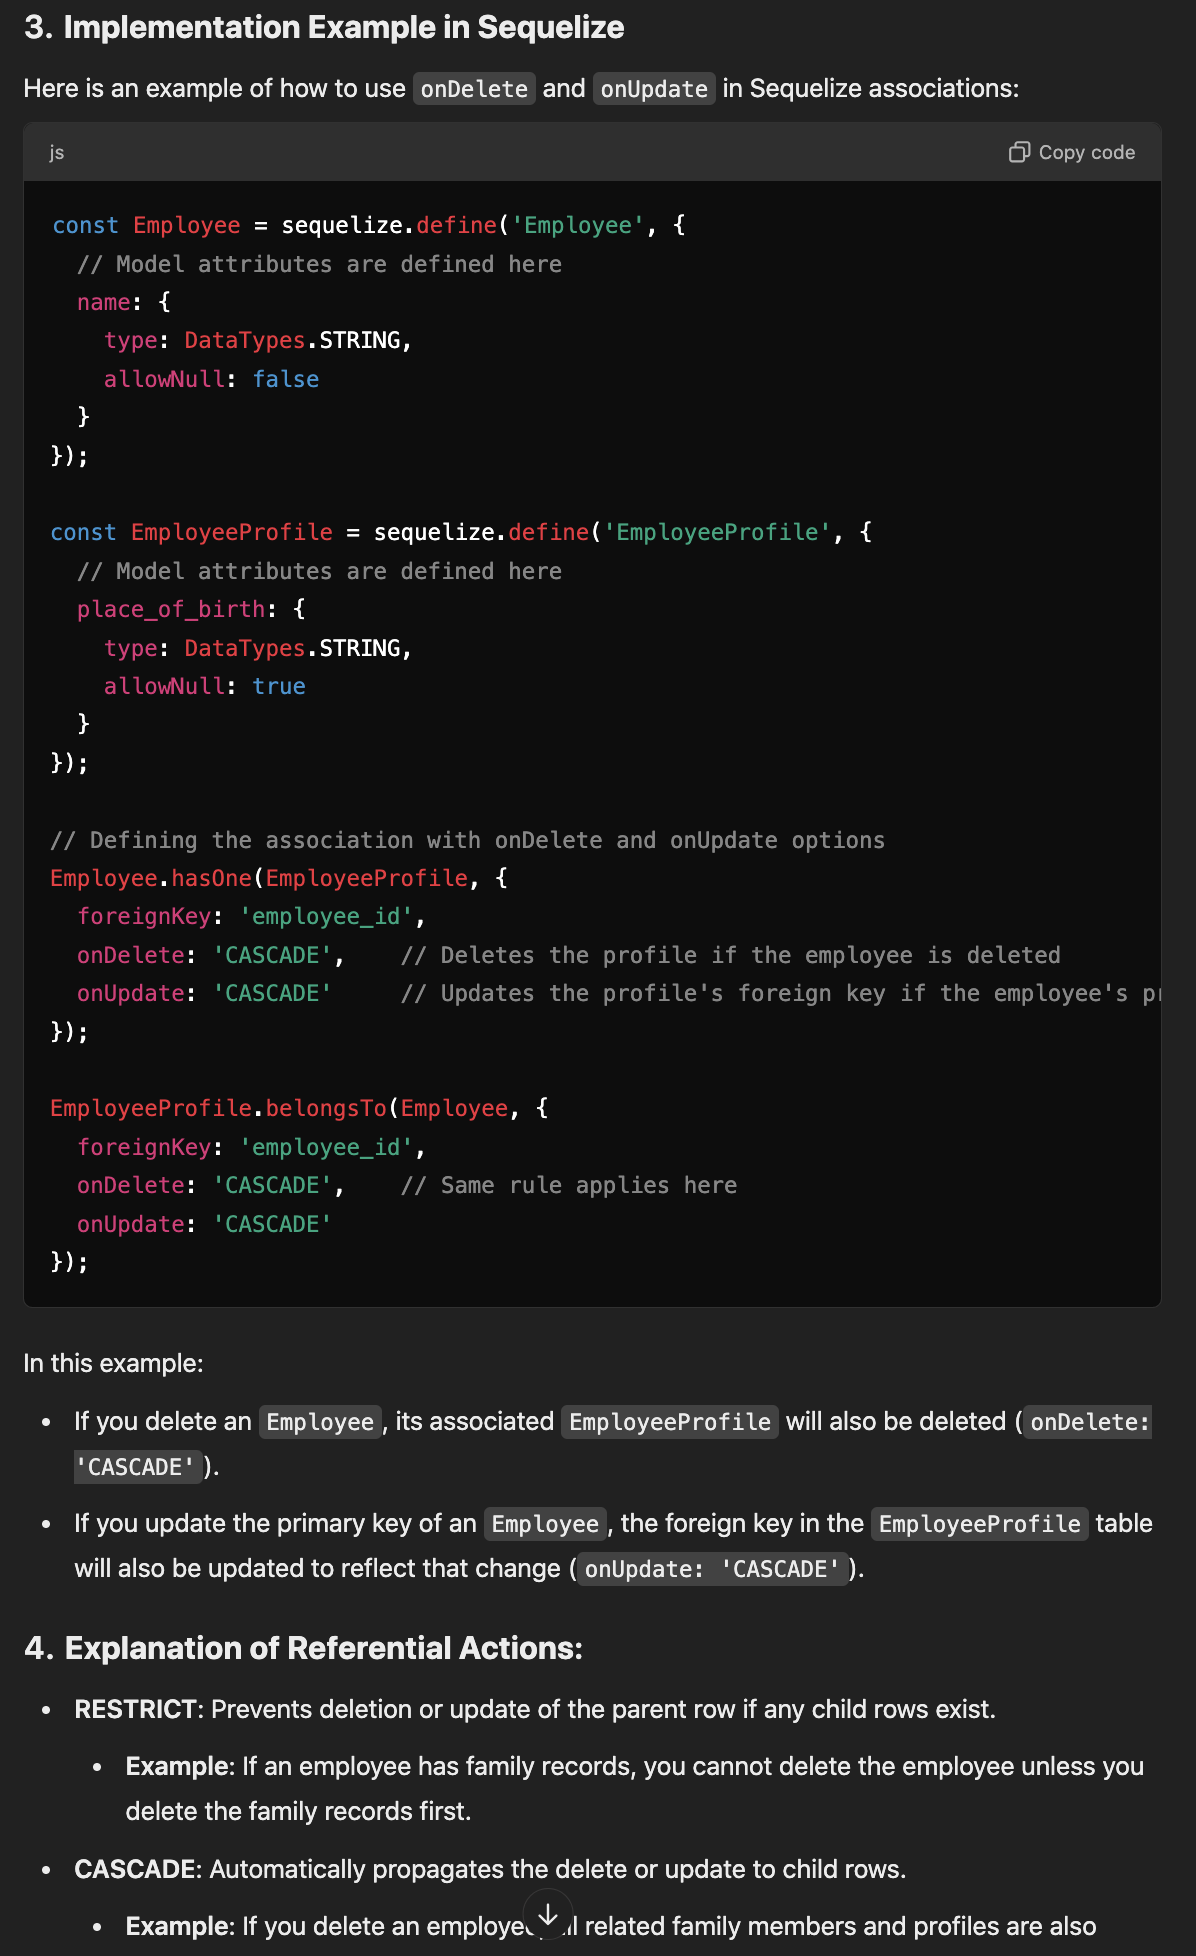 3. Implementation Example in Sequelize
Here is an example of how to use onDelete and onUpdate in Sequelize associations:
js
Copy code
const Employee = sequelize.define('Employee', {
  // Model attributes are defined here
  name: {
    type: DataTypes.STRING,
    allowNull: false
  }
});
const EmployeeProfile = sequelize.define('EmployeeProfile', {
  // Model attributes are defined here
  place_of_birth: {
    type: DataTypes.STRING,
    allowNull: true
  }
});
// Defining the association with onDelete and onUpdate options
Employee.hasOne(EmployeeProfile, {
  foreignKey: 'employee_id',
  onDelete: 'CASCADE',    // Deletes the profile if the employee is deleted
  onUpdate: 'CASCADE'     // Updates the profile's foreign key if the employee's
});
EmployeeProfile.belongsTo(Employee, {
  foreignKey: 'employee_id',
  onDelete: 'CASCADE',    // Same rule applies here
  onUpdate: 'CASCADE'
});
In this example:
• If you delete an Employee, its associated EmployeeProfile will also be deleted (onDelete:
'CASCADE').
• If you update the primary key of an Employee, the foreign key in the EmployeeProfile table
will also be updated to reflect that change (onUpdate: 'CASCADE').
4. Explanation of Referential Actions:
• RESTRICT: Prevents deletion or update of the parent row if any child rows exist.
• Example: If an employee has family records, you cannot delete the employee unless you
delete the family records first.
• CASCADE: Automatically propagates the delete or update to child rows.
• Example: If you delete an related family members and profiles are also